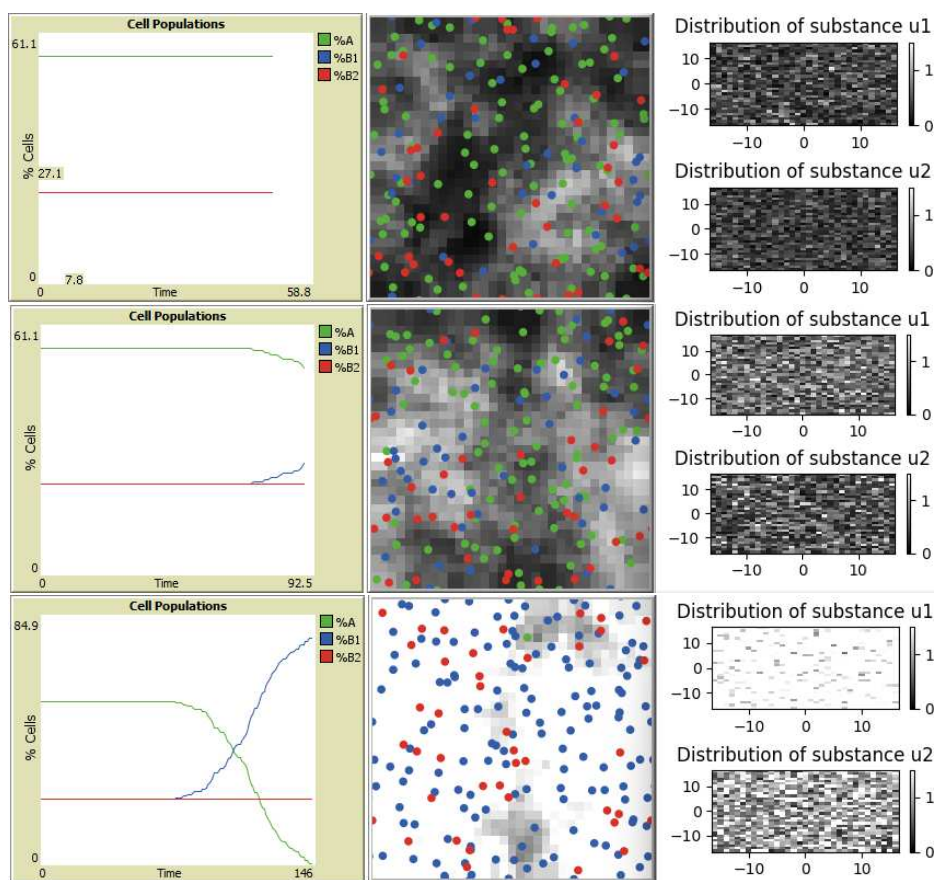 Cell Populations
61.1
%A
%B1
%B2
% Cells
27.1
0
7.8
0
Time
58.8
Distribution of substance u1
10
0
−10
−10
0
10
1
0
Distribution of substance u2
10
0
−10
−10
0
10
1
0
Cell Populations
61.1
%A
%B1
%B2
% Cells
0
0
Time
92.5
Distribution of substance u1
10
0
−10
−10
0
10
1
0
Distribution of substance u2
10
0
−10
−10
0
10
1
0
Cell Populations
84.9
%A
%B1
%B2
% Cells
0
0
Time
146
Distribution of substance u1
10
0
−10
−10
0
10
1
0
Distribution of substance u2
10
0
−10
−10
0
10
1
0